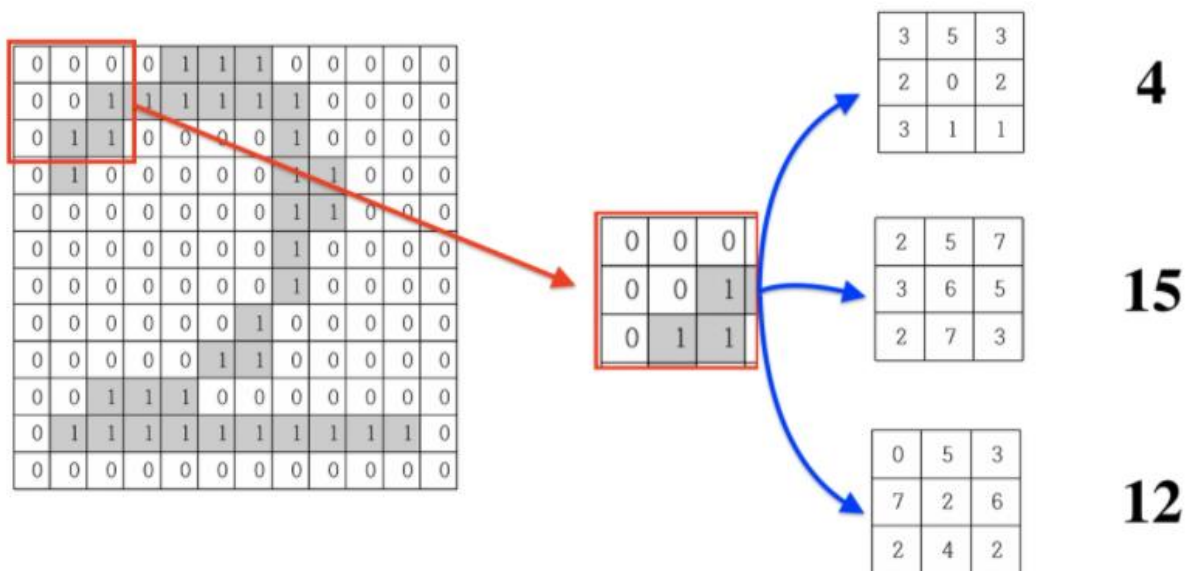 0 0 0 0 1 1 1 0 0 0 0 0
0 0 1 1 1 1 1 1 0 0 0 0
0 1 1 0 0 0 0 1 0 0 0 0
0 1 0 0 0 0 0 1 1 0 0 0
0 0 0 0 0 0 0 1 1 0 0 0
0 0 0 0 0 0 0 1 0 0 0 0
0 0 0 0 0 0 0 1 0 0 0 0
0 0 0 0 0 0 1 0 0 0 0 0
0 0 0 0 0 1 1 0 0 0 0 0
0 0 1 1 1 0 0 0 0 0 0 0
0 1 1 1 1 1 1 1 1 1 1 0
0 0 0 0 0 0 0 0 0 0 0 0
0 0 0
0 0 1
0 1 1
3 5 3
2 0 2
3 1 1
4
2 5 7
3 6 5
2 7 3
15
0 5 3
7 2 6
2 4 2
12